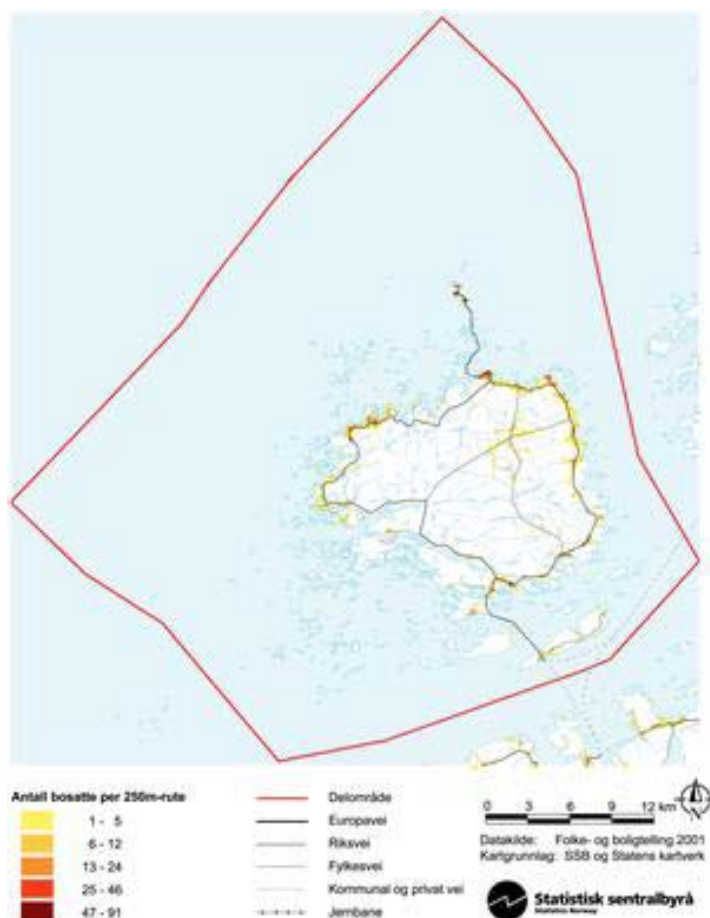 Antall bosatte per 250m-rute
1 - 5
6 - 12
13 - 24
25 - 46
47 - 91
Delområde
Europavei
Riksvei
Fylkesvei
Kommunal og privat vei
Jernbane
0 3 6 9 12 km
Datakilde: Folke- og boligtelling 2001
Kartgrunnlag: SSB og Statens kartverk
Statistisk sentralbyrå
Statistics Norway